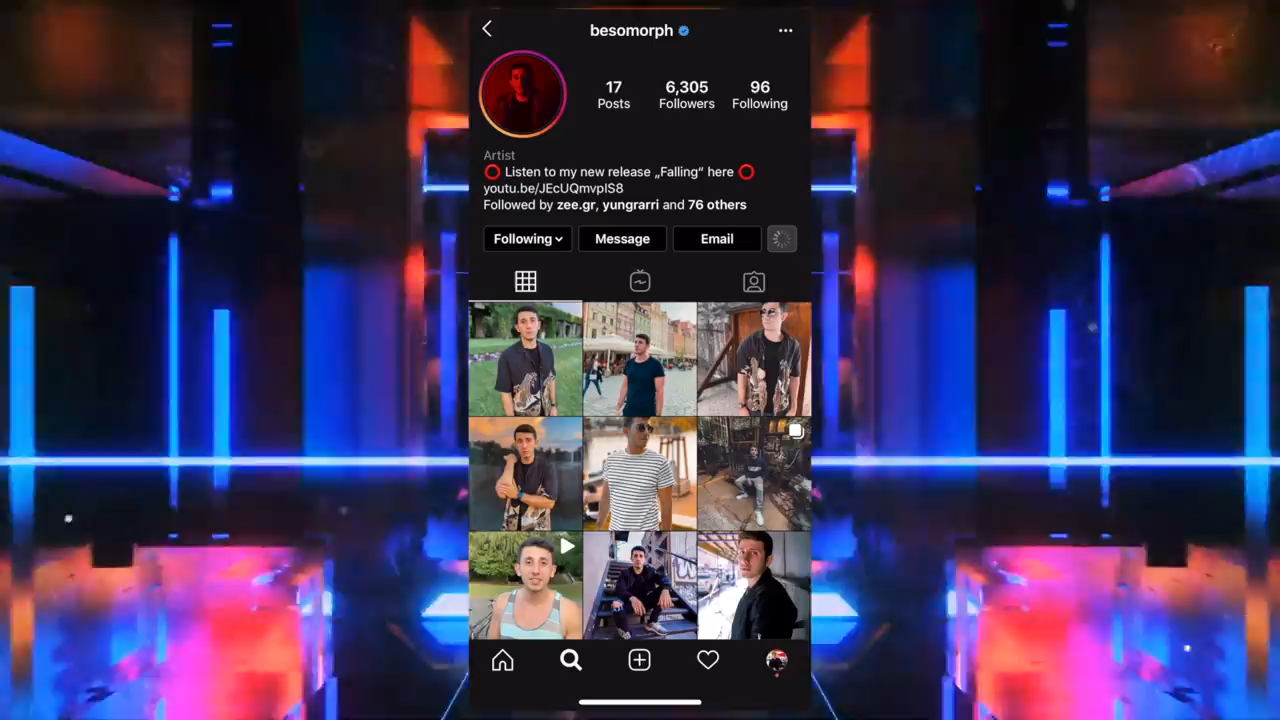 besomorph
17 6,305 96
Posts Followers Following
Artist
⭕ Listen to my new release „Falling“ here ⭕
youtu.be/JEcUQmvpIS8
Followed by zee.gr, yungrarri and 76 others
Following Message Email